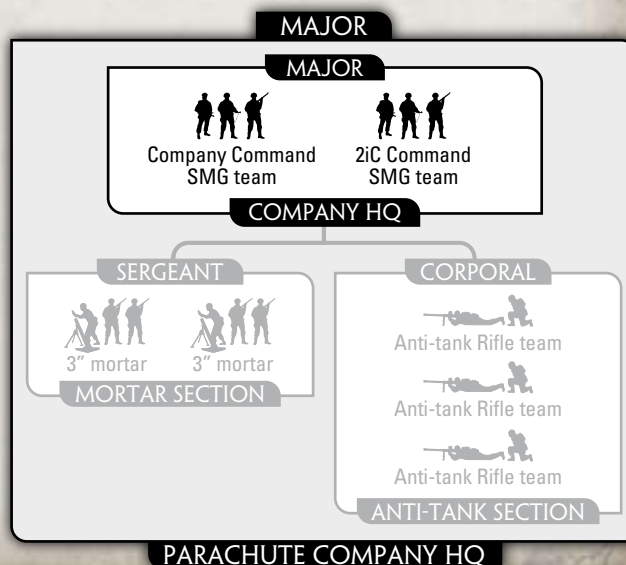 MAJOR
MAJOR
Company Command
SMG team
2iC Command
SMG team
COMPANY HQ
SERGEANT
3” mortar
3” mortar
MORTAR SECTION
CORPORAL
Anti-tank Rifle team
Anti-tank Rifle team
Anti-tank Rifle team
ANTI-TANK SECTION
PARACHUTE COMPANY HQ